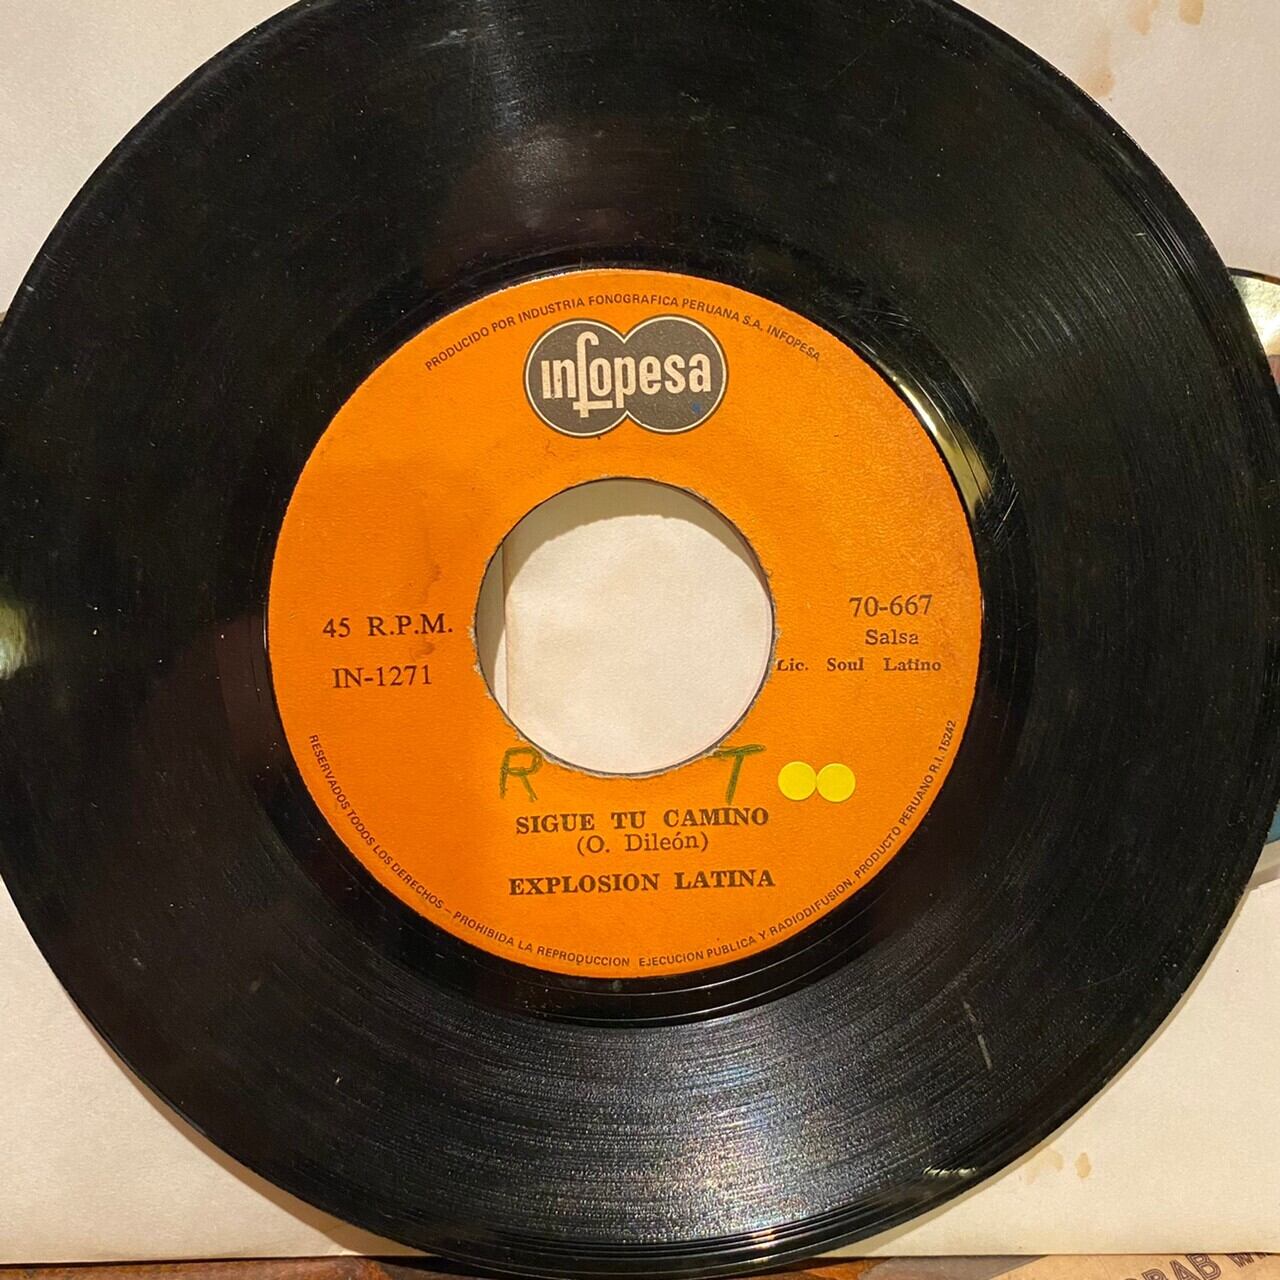 PRODUCIDO POR INDUSTRIA FONOGRAFICA PERUANA S.A. INFOPESA
infopesa
45 R.P.M.
IN-1271
70-667
Salsa
Lic. Soul Latino
R T
SIGUE TU CAMINO
(O. Dileón)
EXPLOSION LATINA
RESERVADOS TODOS LOS DERECHOS - PROHIBIDA LA REPRODUCCION EJECUCION PUBLICA Y RADIODIFUSION, PRODUCTO PERUANO R.I. 15242